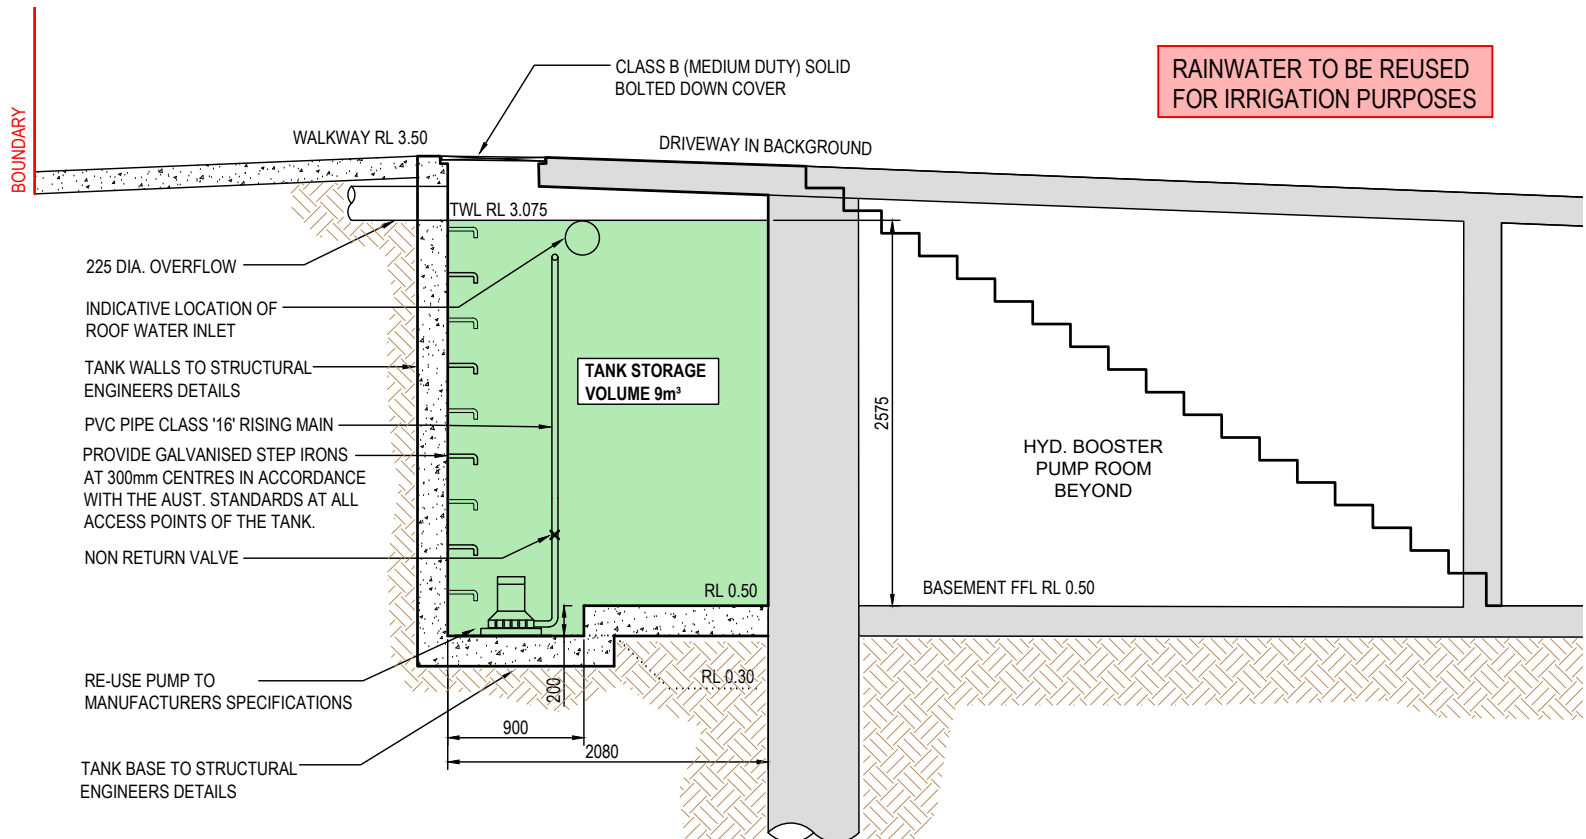 CLASS B (MEDIUM DUTY) SOLID
BOLTED DOWN COVER
RAINWATER TO BE REUSED
FOR IRRIGATION PURPOSES
BOUNDARY
WALKWAY RL 3.50
DRIVEWAY IN BACKGROUND
TWL RL 3.075
225 DIA. OVERFLOW
INDICATIVE LOCATION OF
ROOF WATER INLET
TANK WALLS TO STRUCTURAL
ENGINEERS DETAILS
TANK STORAGE
VOLUME 9m³
2575
PVC PIPE CLASS '16' RISING MAIN
PROVIDE GALVANISED STEP IRONS
AT 300mm CENTRES IN ACCORDANCE
WITH THE AUST. STANDARDS AT ALL
ACCESS POINTS OF THE TANK.
HYD. BOOSTER
PUMP ROOM
BEYOND
NON RETURN VALVE
RL 0.50
BASEMENT FFL RL 0.50
RE-USE PUMP TO
MANUFACTURERS SPECIFICATIONS
200
RL 0.30
900
2080
TANK BASE TO STRUCTURAL
ENGINEERS DETAILS